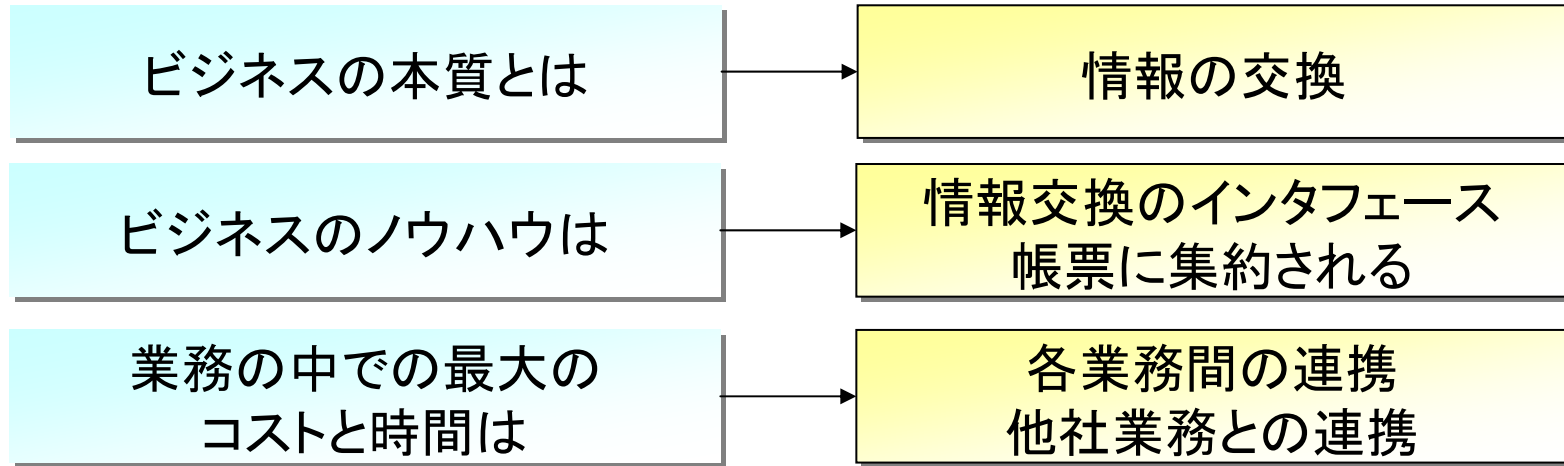 ビジネスの本質とは
情報の交換
ビジネスのノウハウは
情報交換のインタフェース
帳票に集約される
業務の中での最大の
コストと時間は
各業務間の連携
他社業務との連携